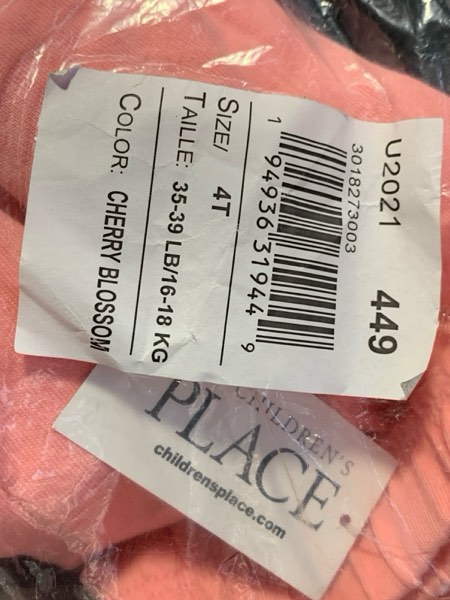 U2021 449
3018273003
1 94936 31944 9
SIZE/ 4T
TAILLE: 35-39 LB/16-18 KG
COLOR: CHERRY BLOSSOM
CHILDREN'S
PLACE
childrensplace.com